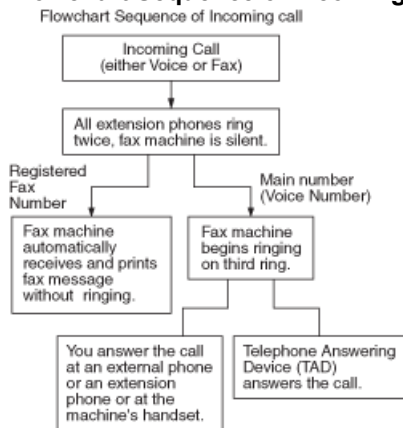 Flowchart Sequence of Incoming call
Incoming Call
(either Voice or Fax)
All extension phones ring
twice, fax machine is silent.
Registered
Fax
Number
Main number
(Voice Number)
Fax machine
automatically
receives and prints
fax message
without ringing.
Fax machine
begins ringing
on third ring.
You answer the call
at an external phone
or an extension
phone or at the
machine's handset.
Telephone Answering
Device (TAD)
answers the call.